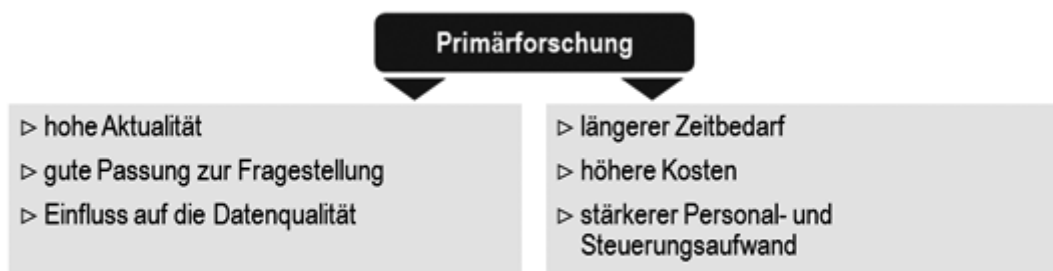 Primärforschung
▷ hohe Aktualität
▷ gute Passung zur Fragestellung
▷ Einfluss auf die Datenqualität
▷ längerer Zeitbedarf
▷ höhere Kosten
▷ stärkerer Personal- und
Steuerungsaufwand